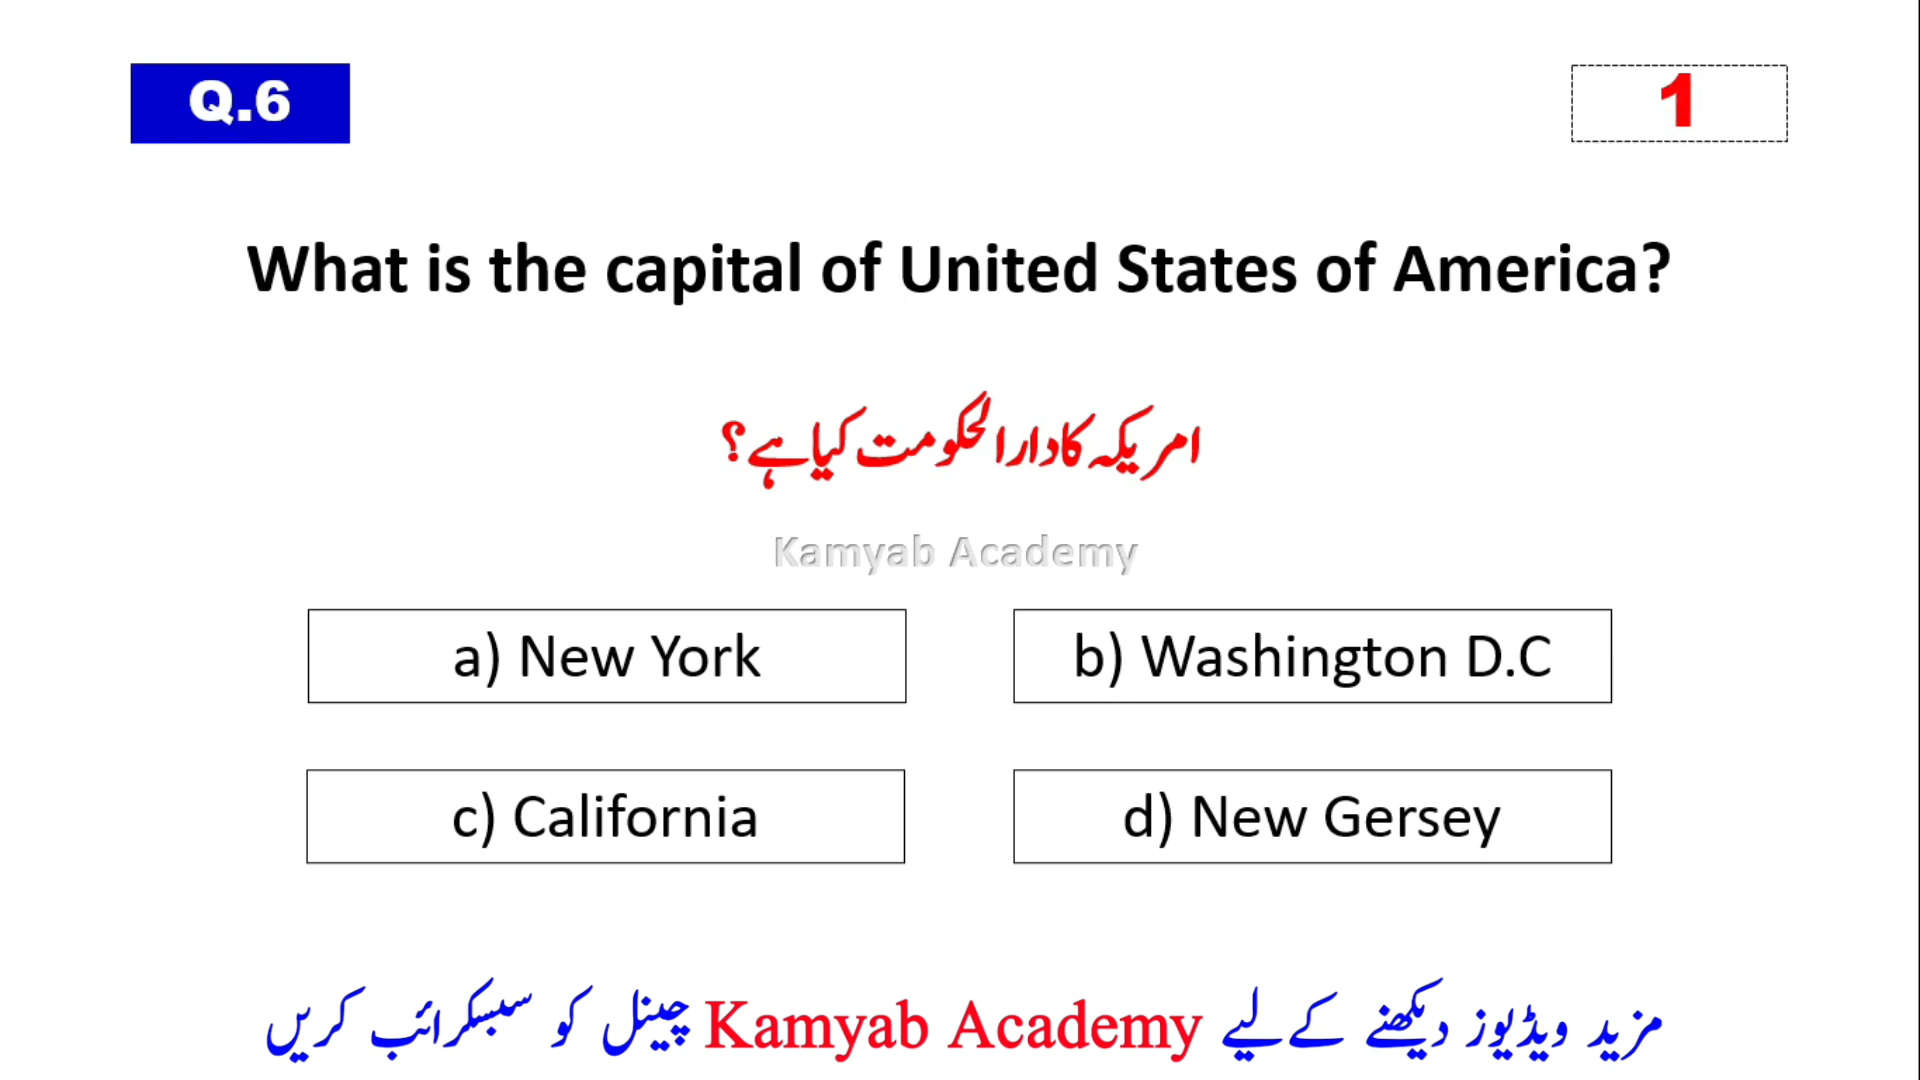 Q.6
1
What is the capital of United States of America?
امریکہ کا دارالحکومت کیا ہے؟
Kamyab Academy
a) New York
b) Washington D.C
c) California
d) New Gersey
مزید ویڈیوز دیکھنے کے لیے Kamyab Academy چینل کو سبسکرائب کریں